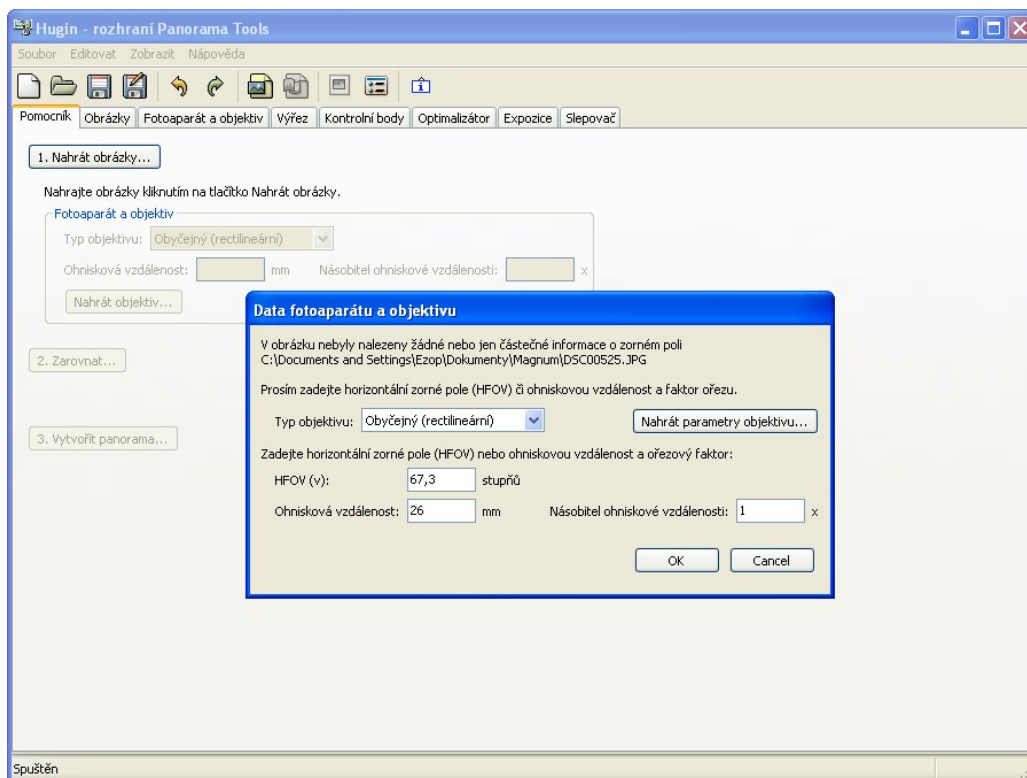 Hugin - rozhraní Panorama Tools
Soubor Editovat Zobrazit Nápověda
Pomocník Obrázky Fotoaparát a objektiv Výřez Kontrolní body Optimalizátor Expozice Slepovač
1. Nahrát obrázky...
Nahrajte obrázky kliknutím na tlačítko Nahrát obrázky.
Fotoaparát a objektiv
Typ objektivu: Obyčejný (rectilineární)
Ohnisková vzdálenost: mm Násobitel ohniskové vzdálenosti: x
Nahrát objektiv...
2. Zarovnat...
3. Vytvořit panorama...
Data fotoaparátu a objektivu
V obrázku nebyly nalezeny žádné nebo jen částečné informace o zorném poli
C:\Documents and Settings\Ezop\Dokumenty\Magnum\DSC00525.JPG
Prosím zadejte horizontální zorné pole (HFOV) či ohniskovou vzdálenost a faktor ořezu.
Typ objektivu: Obyčejný (rectilineární) Nahrát parametry objektivu...
Zadejte horizontální zorné pole (HFOV) nebo ohniskovou vzdálenost a ořezový faktor:
HFOV (v): 67,3 stupňů
Ohnisková vzdálenost: 26 mm Násobitel ohniskové vzdálenosti: 1 x
OK Cancel
Spuštěn